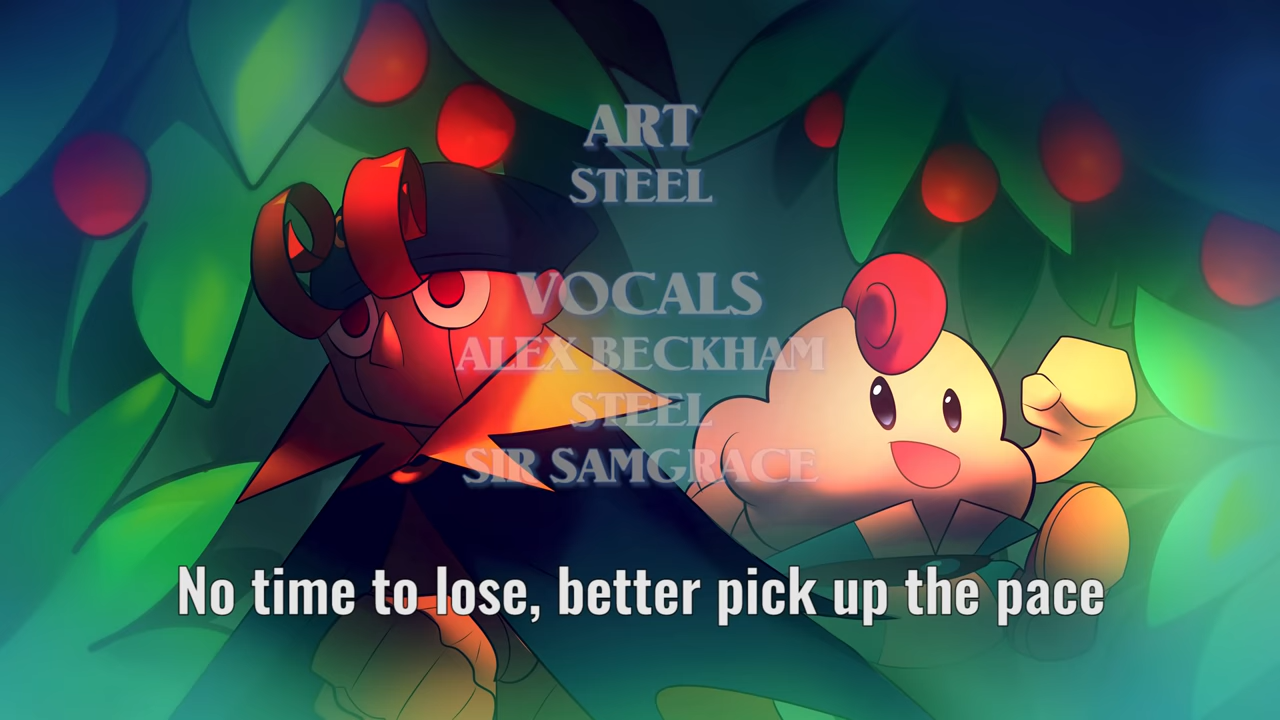 ART
STEEL
VOCALS
ALEX BECKHAM
STEEL
SIR SAMGRACE
No time to lose, better pick up the pace